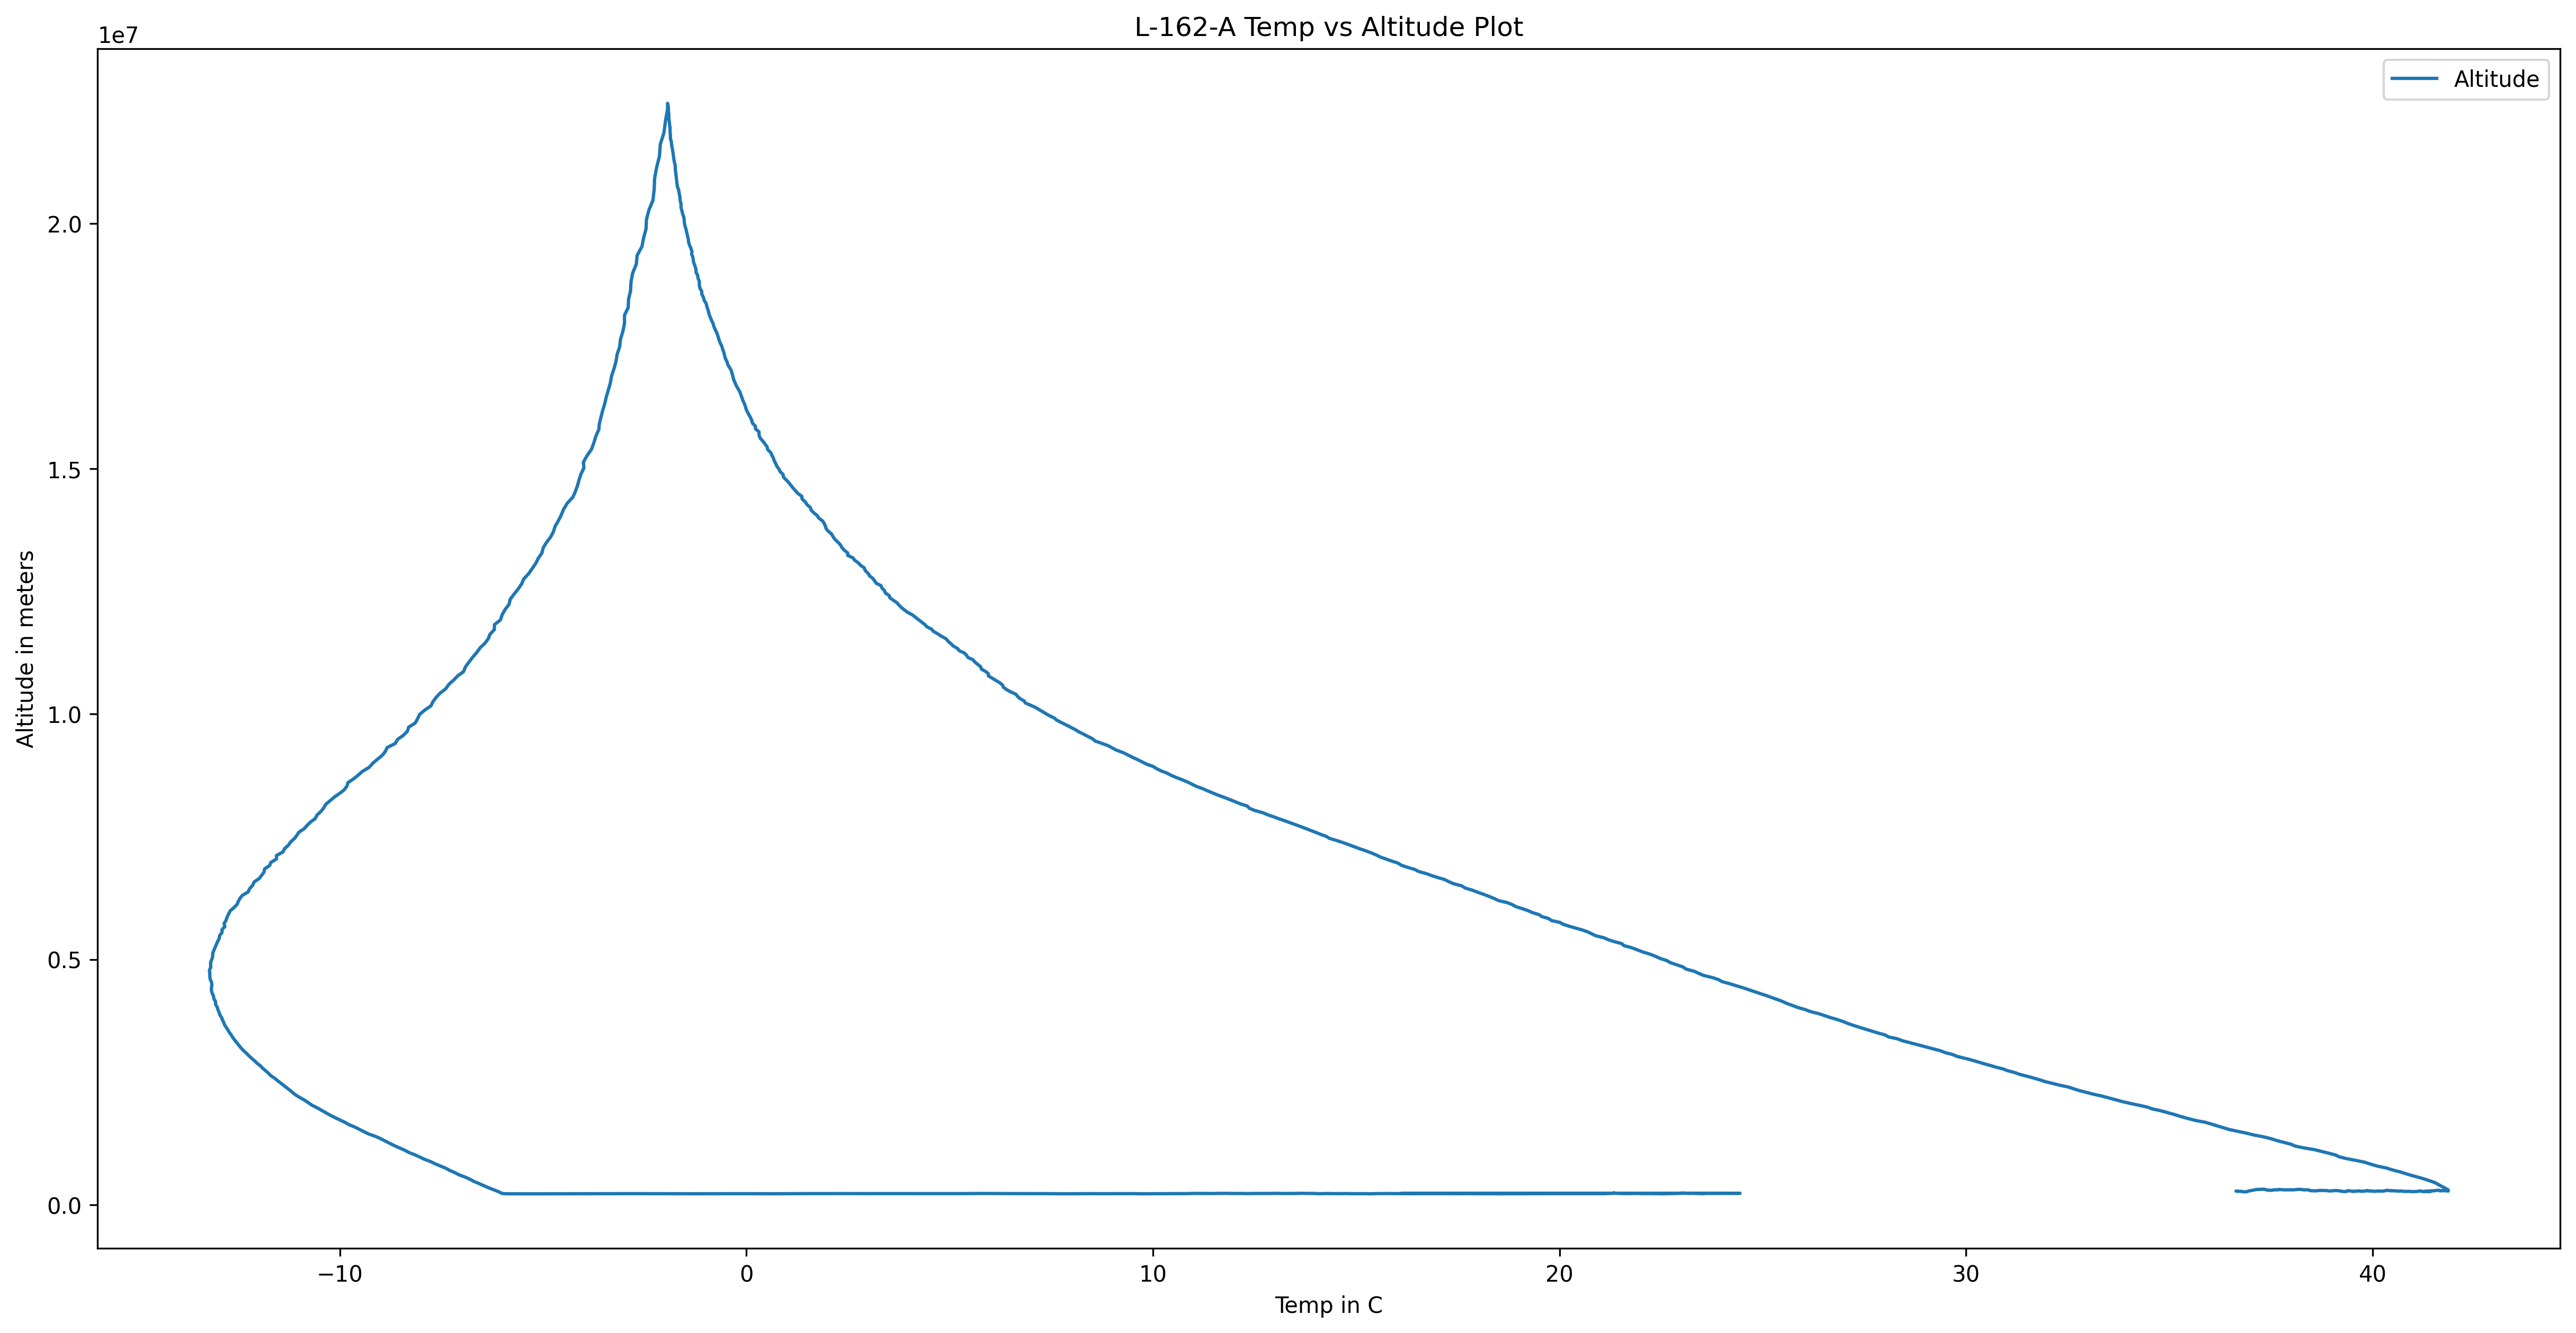 L-162-A Temp vs Altitude Plot
1e7
Altitude
2.0
1.5
1.0
0.5
0.0
Altitude in meters
−10 0 10 20 30 40
Temp in C